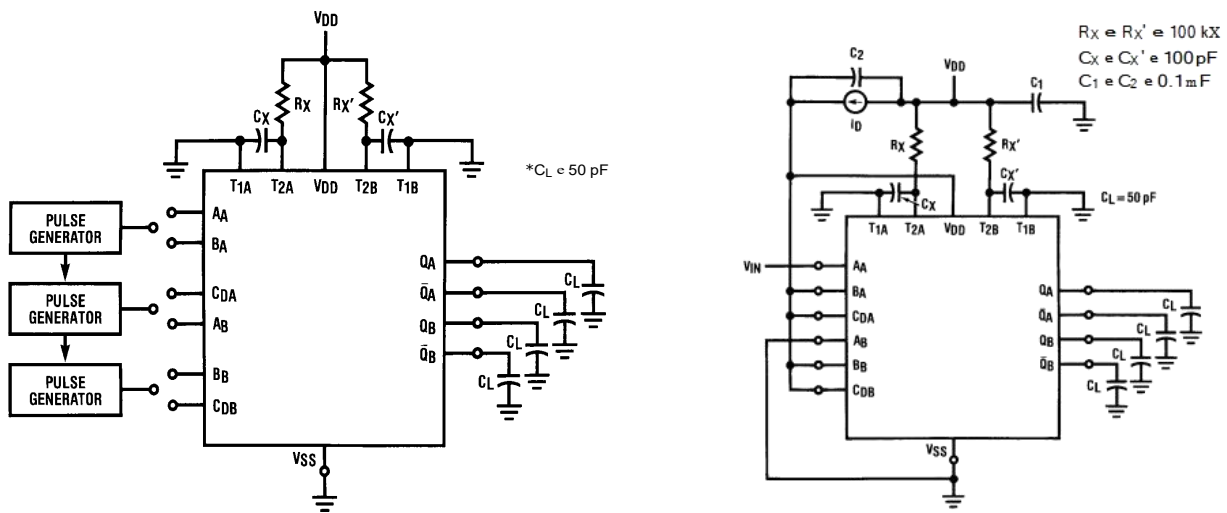 VDD
RX
RX'
CX
CX'
T1A T2A VDD T2B T1B
*CL e 50 pF
PULSE GENERATOR
PULSE GENERATOR
PULSE GENERATOR
AA
BA
CDA
AB
BB
CDB
QA
Q̄A
QB
Q̄B
CL
CL
CL
CL
VSS
RX e RX' e 100 kX
CX e CX' e 100 pF
C1 e C2 e 0.1 m F
C2
VDD
C1
ID
RX
RX'
CX
CX'
CL = 50 pF
T1A T2A VDD T2B T1B
VIN
AA
BA
CDA
AB
BB
CDB
QA
Q̄A
QB
Q̄B
CL
CL
CL
CL
VSS